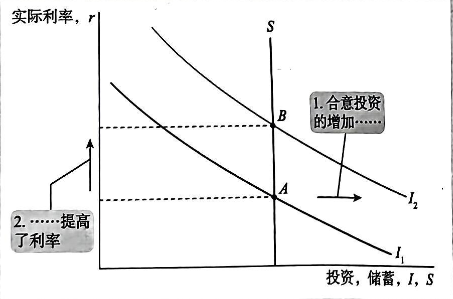 实际利率，r
S
B
1. 合意投资
的增加……
A
I₂
2. ……提高
了利率
I₁
投资，储蓄，I，S